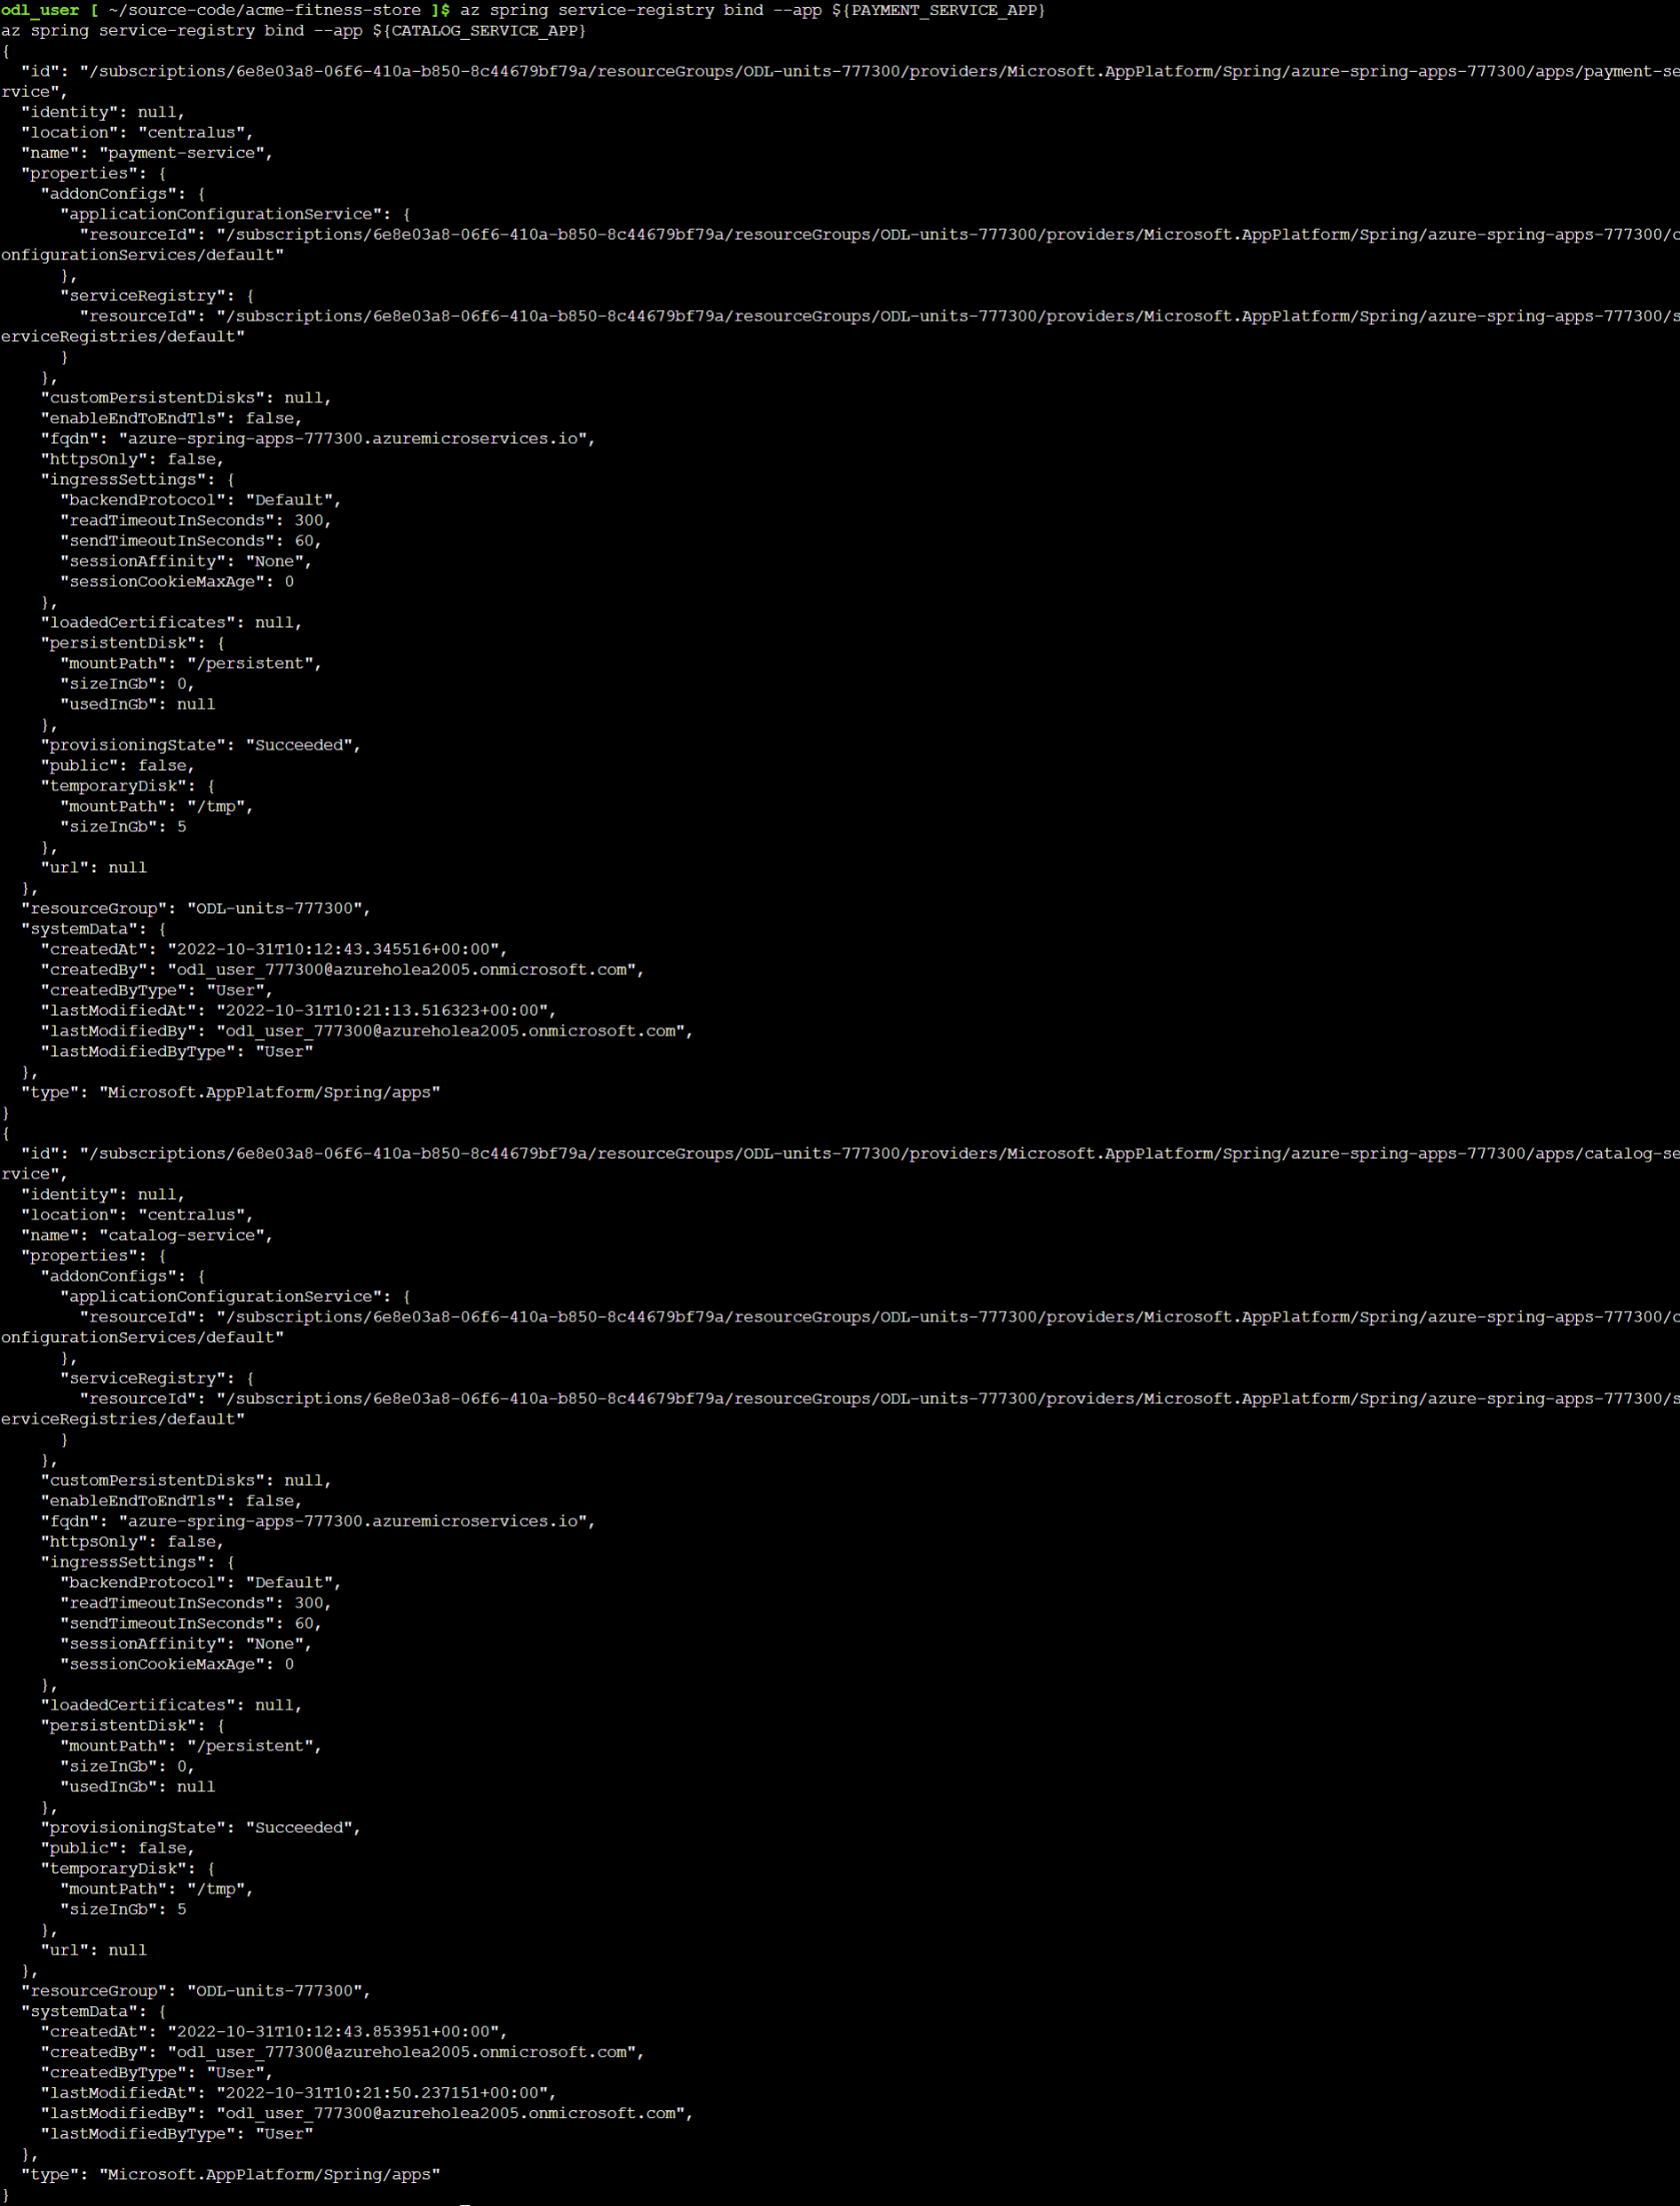 odl_user [ ~/source-code/acme-fitness-store ]$ az spring service-registry bind --app ${PAYMENT_SERVICE_APP}
az spring service-registry bind --app ${CATALOG_SERVICE_APP}
{
  "id": "/subscriptions/6e8e03a8-06f6-410a-b850-8c44679bf79a/resourceGroups/ODL-units-777300/providers/Microsoft.AppPlatform/Spring/azure-spring-apps-777300/apps/payment-se
rvice",
  "identity": null,
  "location": "centralus",
  "name": "payment-service",
  "properties": {
    "addonConfigs": {
      "applicationConfigurationService": {
        "resourceId": "/subscriptions/6e8e03a8-06f6-410a-b850-8c44679bf79a/resourceGroups/ODL-units-777300/providers/Microsoft.AppPlatform/Spring/azure-spring-apps-777300/c
onfigurationServices/default"
      },
      "serviceRegistry": {
        "resourceId": "/subscriptions/6e8e03a8-06f6-410a-b850-8c44679bf79a/resourceGroups/ODL-units-777300/providers/Microsoft.AppPlatform/Spring/azure-spring-apps-777300/s
erviceRegistries/default"
      }
    },
    "customPersistentDisks": null,
    "enableEndToEndTls": false,
    "fqdn": "azure-spring-apps-777300.azuremicroservices.io",
    "httpsOnly": false,
    "ingressSettings": {
      "backendProtocol": "Default",
      "readTimeoutInSeconds": 300,
      "sendTimeoutInSeconds": 60,
      "sessionAffinity": "None",
      "sessionCookieMaxAge": 0
    },
    "loadedCertificates": null,
    "persistentDisk": {
      "mountPath": "/persistent",
      "sizeInGb": 0,
      "usedInGb": null
    },
    "provisioningState": "Succeeded",
    "public": false,
    "temporaryDisk": {
      "mountPath": "/tmp",
      "sizeInGb": 5
    },
    "url": null
  },
  "resourceGroup": "ODL-units-777300",
  "systemData": {
    "createdAt": "2022-10-31T10:12:43.345516+00:00",
    "createdBy": "odl_user_777300@azureholea2005.onmicrosoft.com",
    "createdByType": "User",
    "lastModifiedAt": "2022-10-31T10:21:13.516323+00:00",
    "lastModifiedBy": "odl_user_777300@azureholea2005.onmicrosoft.com",
    "lastModifiedByType": "User"
  },
  "type": "Microsoft.AppPlatform/Spring/apps"
}
{
  "id": "/subscriptions/6e8e03a8-06f6-410a-b850-8c44679bf79a/resourceGroups/ODL-units-777300/providers/Microsoft.AppPlatform/Spring/azure-spring-apps-777300/apps/catalog-se
rvice",
  "identity": null,
  "location": "centralus",
  "name": "catalog-service",
  "properties": {
    "addonConfigs": {
      "applicationConfigurationService": {
        "resourceId": "/subscriptions/6e8e03a8-06f6-410a-b850-8c44679bf79a/resourceGroups/ODL-units-777300/providers/Microsoft.AppPlatform/Spring/azure-spring-apps-777300/c
onfigurationServices/default"
      },
      "serviceRegistry": {
        "resourceId": "/subscriptions/6e8e03a8-06f6-410a-b850-8c44679bf79a/resourceGroups/ODL-units-777300/providers/Microsoft.AppPlatform/Spring/azure-spring-apps-777300/s
erviceRegistries/default"
      }
    },
    "customPersistentDisks": null,
    "enableEndToEndTls": false,
    "fqdn": "azure-spring-apps-777300.azuremicroservices.io",
    "httpsOnly": false,
    "ingressSettings": {
      "backendProtocol": "Default",
      "readTimeoutInSeconds": 300,
      "sendTimeoutInSeconds": 60,
      "sessionAffinity": "None",
      "sessionCookieMaxAge": 0
    },
    "loadedCertificates": null,
    "persistentDisk": {
      "mountPath": "/persistent",
      "sizeInGb": 0,
      "usedInGb": null
    },
    "provisioningState": "Succeeded",
    "public": false,
    "temporaryDisk": {
      "mountPath": "/tmp",
      "sizeInGb": 5
    },
    "url": null
  },
  "resourceGroup": "ODL-units-777300",
  "systemData": {
    "createdAt": "2022-10-31T10:12:43.853951+00:00",
    "createdBy": "odl_user_777300@azureholea2005.onmicrosoft.com",
    "createdByType": "User",
    "lastModifiedAt": "2022-10-31T10:21:50.237151+00:00",
    "lastModifiedBy": "odl_user_777300@azureholea2005.onmicrosoft.com",
    "lastModifiedByType": "User"
  },
  "type": "Microsoft.AppPlatform/Spring/apps"
}